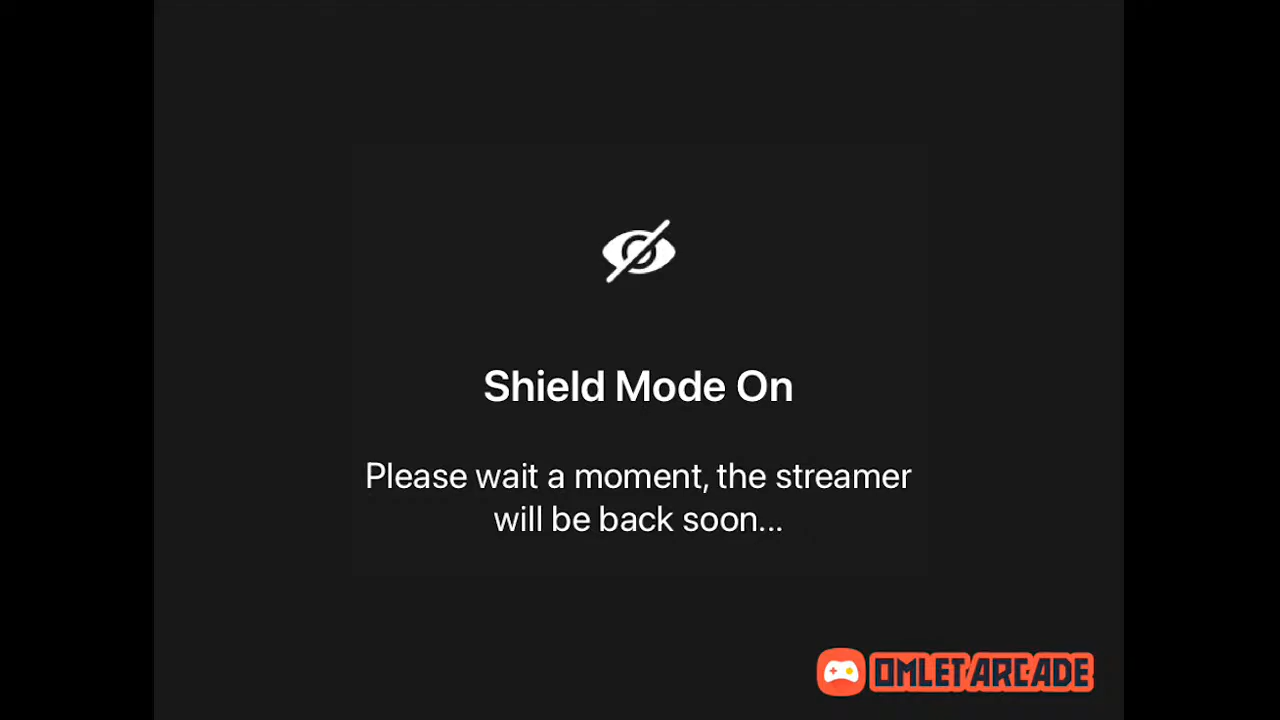 Shield Mode On
Please wait a moment, the streamer
will be back soon...
OMLET ARCADE